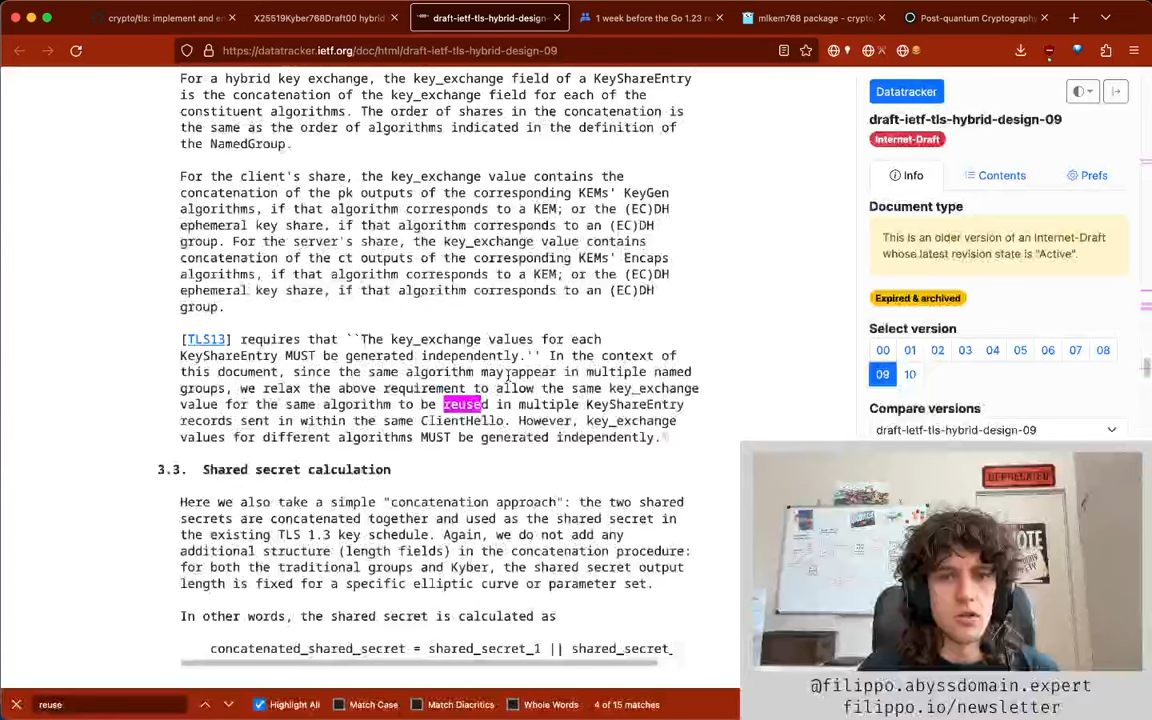 crypto/tls: implement and en
X25519Kyber768Draft00 hybrid
draft-ietf-tls-hybrid-design-
1 week before the Go 1.23 re
mlkem768 package - crypto
Post-quantum Cryptography
https://datatracker.ietf.org/doc/html/draft-ietf-tls-hybrid-design-09
For a hybrid key exchange, the key_exchange field of a KeyShareEntry
is the concatenation of the key_exchange field for each of the
constituent algorithms. The order of shares in the concatenation is
the same as the order of algorithms indicated in the definition of
the NamedGroup.
For the client's share, the key_exchange value contains the
concatenation of the pk outputs of the corresponding KEMs' KeyGen
algorithms, if that algorithm corresponds to a KEM; or the (EC)DH
ephemeral key share, if that algorithm corresponds to an (EC)DH
group. For the server's share, the key_exchange value contains
concatenation of the ct outputs of the corresponding KEMs' Encaps
algorithms, if that algorithm corresponds to a KEM; or the (EC)DH
ephemeral key share, if that algorithm corresponds to an (EC)DH
group.
[TLS13] requires that ``The key_exchange values for each
KeyShareEntry MUST be generated independently.'' In the context of
this document, since the same algorithm may appear in multiple named
groups, we relax the above requirement to allow the same key_exchange
value for the same algorithm to be reused in multiple KeyShareEntry
records sent in within the same ClientHello. However, key_exchange
values for different algorithms MUST be generated independently.
3.3. Shared secret calculation
Here we also take a simple "concatenation approach": the two shared
secrets are concatenated together and used as the shared secret in
the existing TLS 1.3 key schedule. Again, we do not add any
additional structure (length fields) in the concatenation procedure:
for both the traditional groups and Kyber, the shared secret output
length is fixed for a specific elliptic curve or parameter set.
In other words, the shared secret is calculated as
concatenated_shared_secret = shared_secret_1 || shared_secret_
Datatracker
draft-ietf-tls-hybrid-design-09
Internet-Draft
Info
Contents
Prefs
Document type
This is an older version of an Internet-Draft
whose latest revision state is "Active".
Expired & archived
Select version
00 01 02 03 04 05 06 07 08
09 10
Compare versions
draft-ietf-tls-hybrid-design-09
DEPRECATED
@filippo.abyssdomain.expert
filippo.io/newsletter
reuse
Highlight All
Match Case
Match Diacritics
Whole Words
4 of 15 matches